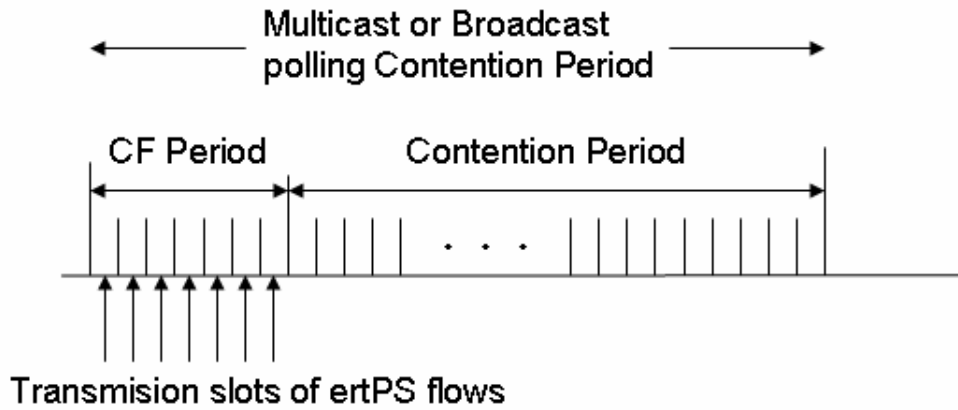 Multicast or Broadcast
polling Contention Period
CF Period
Contention Period
. . .
Transmision slots of ertPS flows